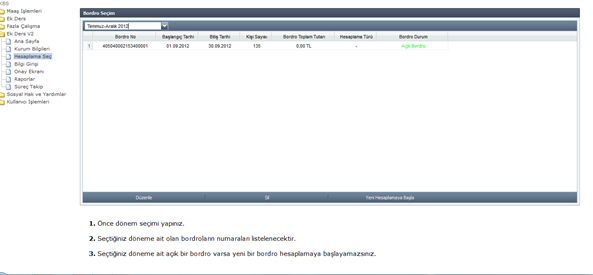 KBS
Maaş İşlemleri
Ek Ders
Fazla Çalışma
Ek Ders V2
Ana Sayfa
Kurum Bilgileri
Hesaplama Seç
Bilgi Girişi
Onay Ekranı
Raporlar
Süreç Takip
Sosyal Hak ve Yardımlar
Kullanıcı İşlemleri
Bordro Seçim
Temmuz-Aralık 2012
Bordro No Başlangıç Tarihi Bitiş Tarihi Kişi Sayısı Bordro Toplam Tutarı Hesaplama Türü Bordro Durum
1 01.09.2012 30.09.2012 135 0,00 TL - Açık Bordro
Düzenle Sil Yeni Hesaplamaya Başla
1. Önce dönem seçimi yapınız.
2. Seçtiğiniz döneme ait olan bordroların numaraları listelenecektir.
3. Seçtiğiniz döneme ait açık bir bordro varsa yeni bir bordro hesaplamaya başlayamazsınız.